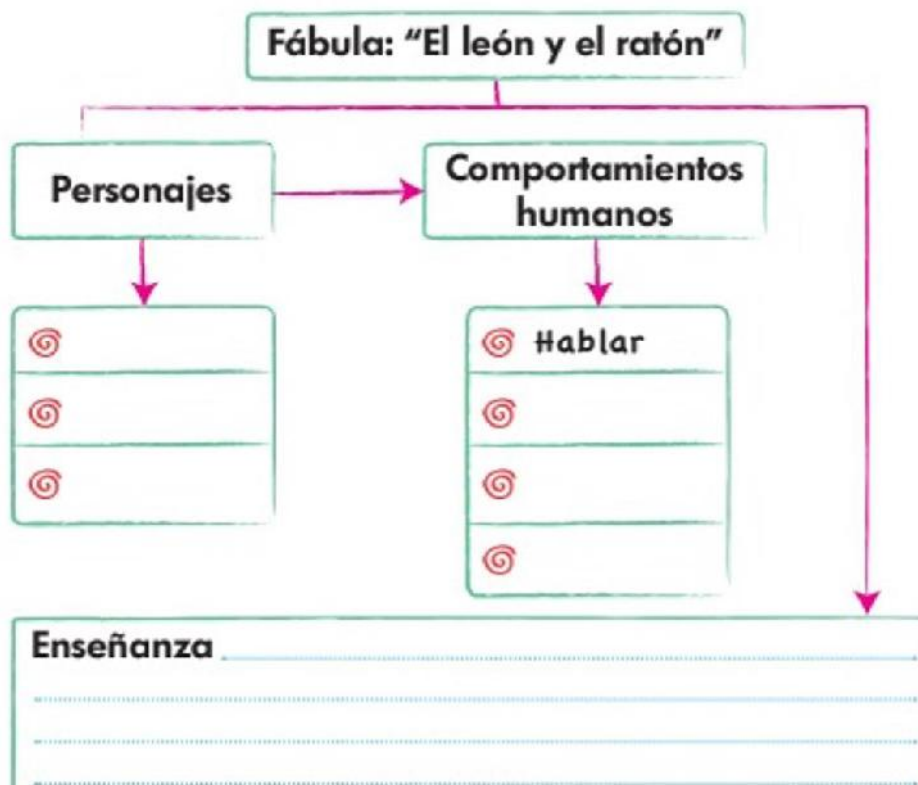 Fábula: “El león y el ratón”
Personajes
Comportamientos
humanos
Hablar
Enseñanza